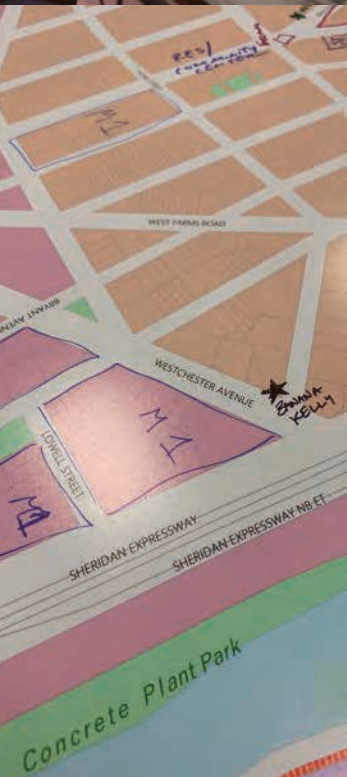 RES/
COMMUNITY
CENTER
M1
WEST FARMS ROAD
BRYANT AVENUE
WESTCHESTER AVENUE
BANANA
KELLY
M1
LOWELL STREET
M1
SHERIDAN EXPRESSWAY
SHERIDAN EXPRESSWAY NB ET
Concrete Plant Park